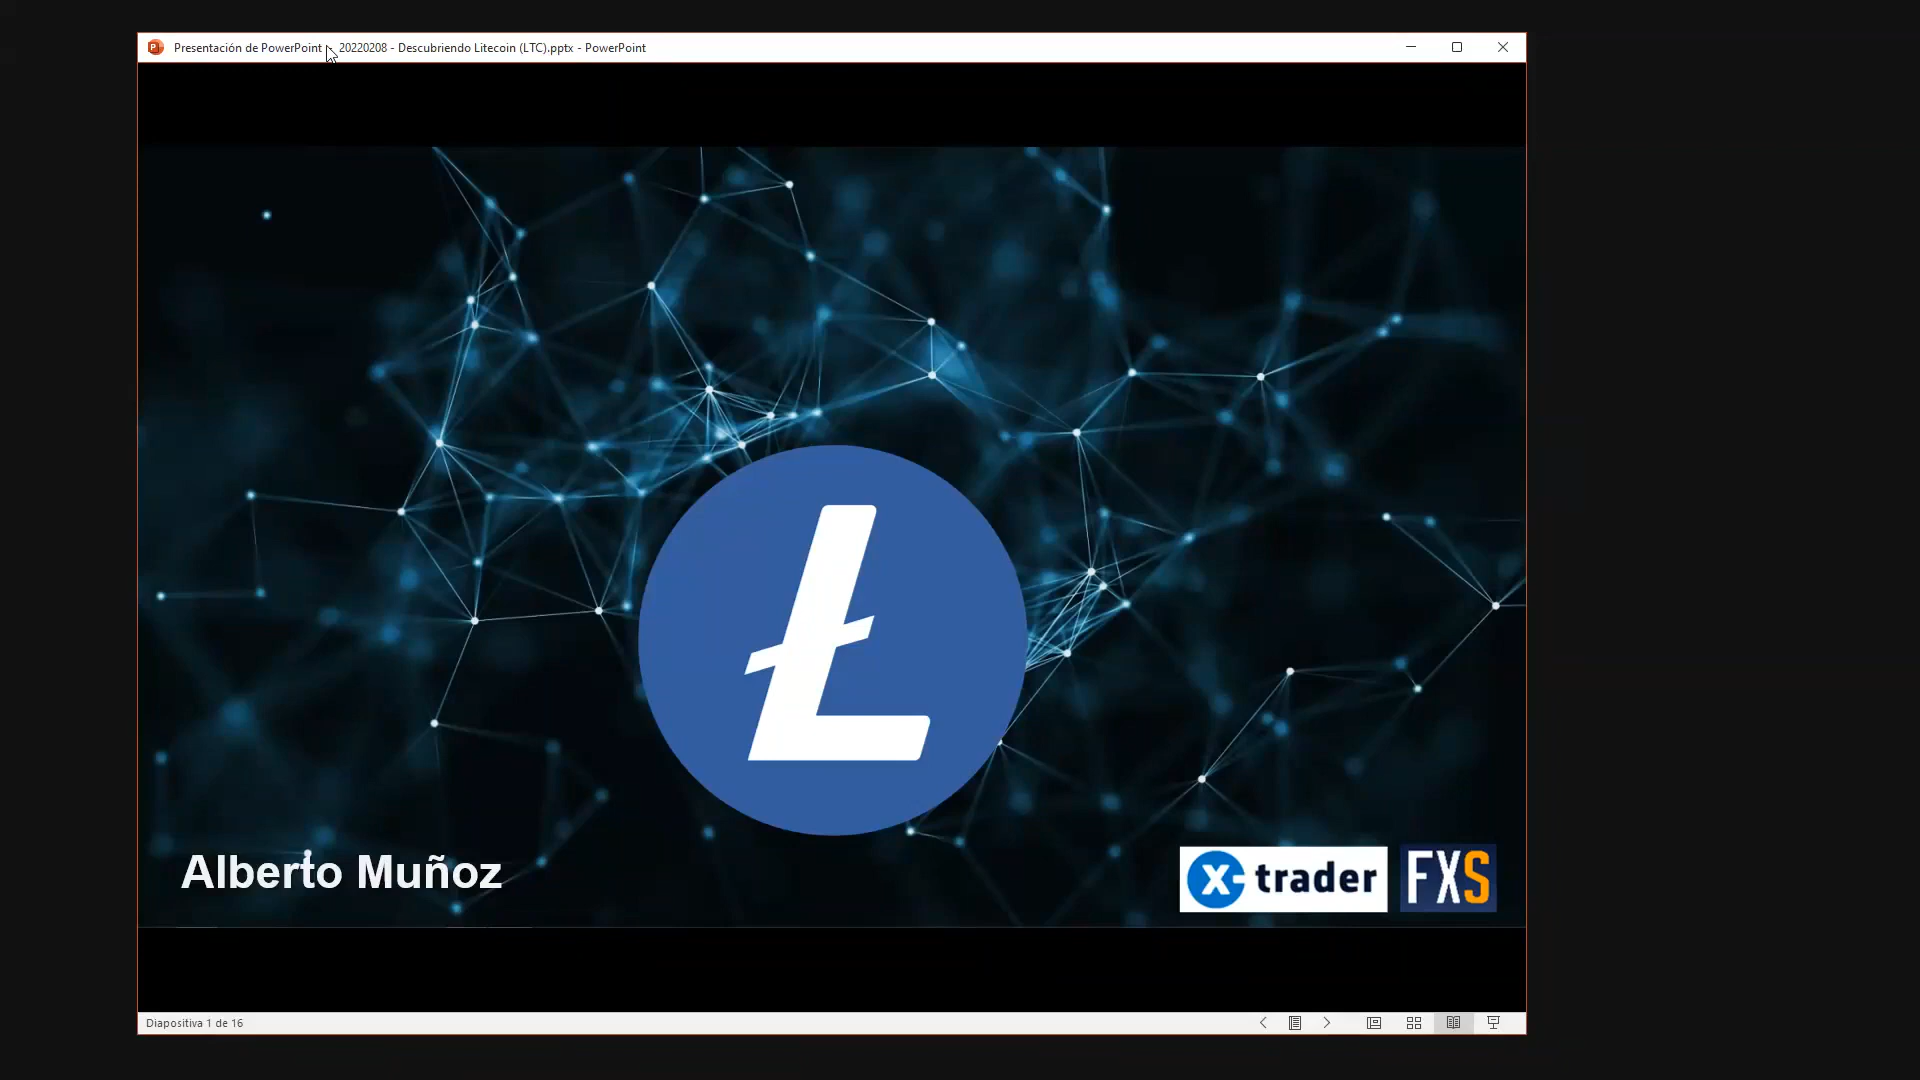 Presentación de PowerPoint - 20220208 - Descubriendo Litecoin (LTC).pptx - PowerPoint
Alberto Muñoz
X-trader
FXS
Diapositiva 1 de 16